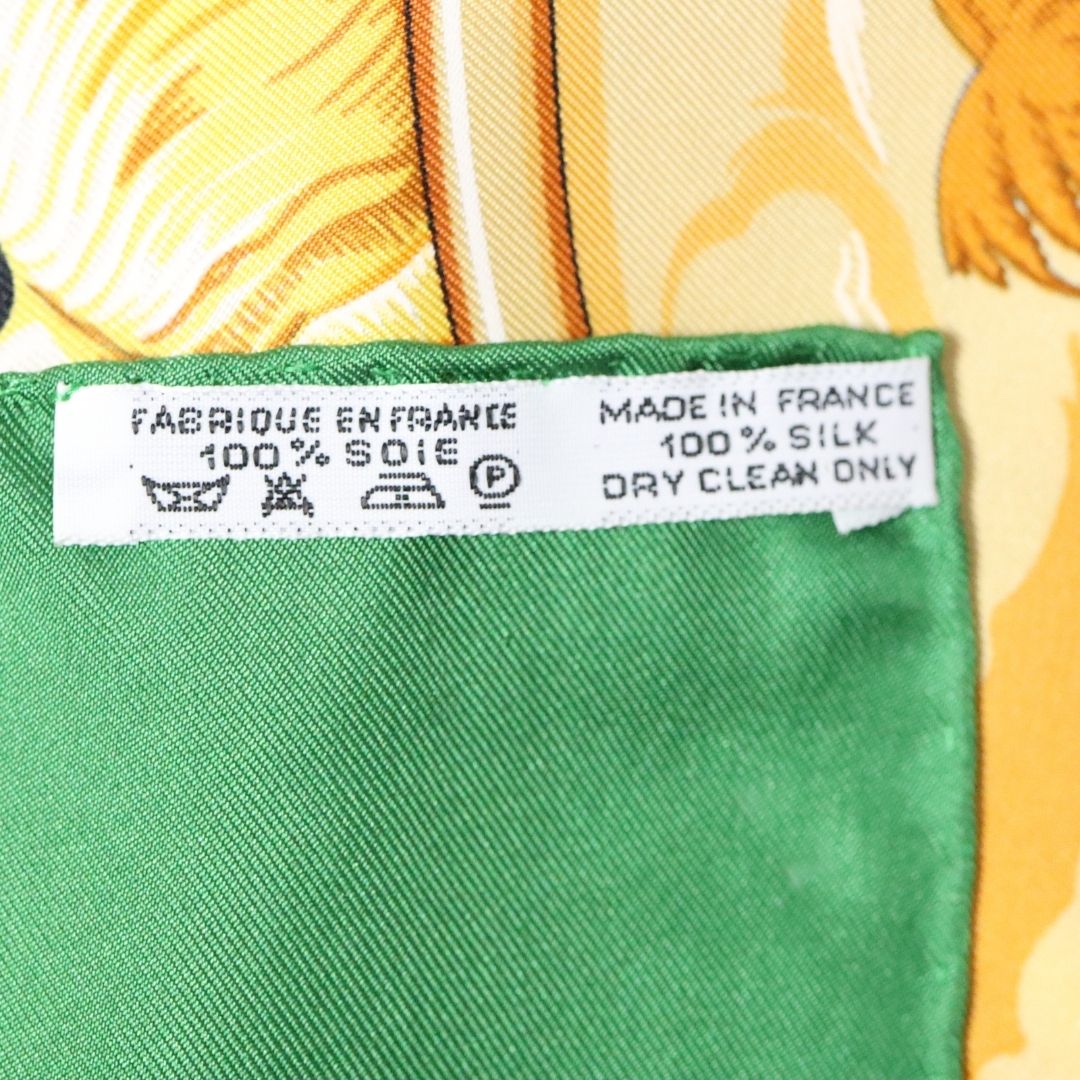 FABRIQUE EN FRANCE
100% SOIE
P
MADE IN FRANCE
100% SILK
DRY CLEAN ONLY